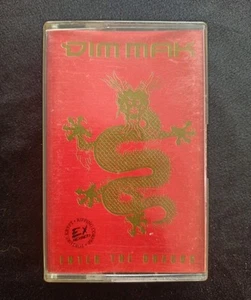 DIM MAK
ENTER THE DRAGON